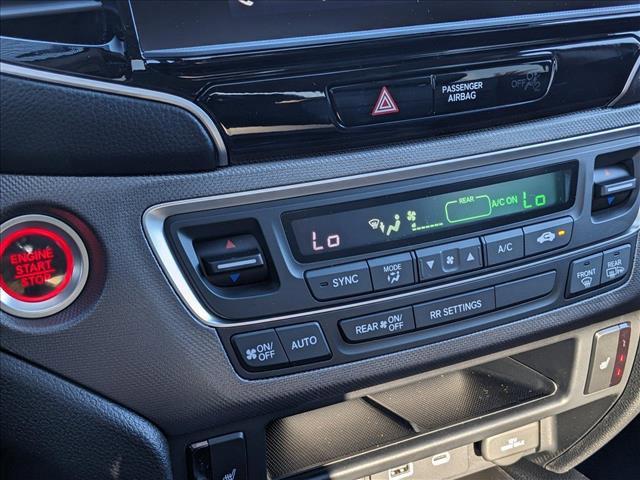 PASSENGER
AIRBAG
OFF
ENGINE
START
STOP
Lo
REAR
A/C ON
Lo
SYNC
MODE
A/C
ON/
OFF
AUTO
REAR ON/
OFF
RR SETTINGS
FRONT
REAR